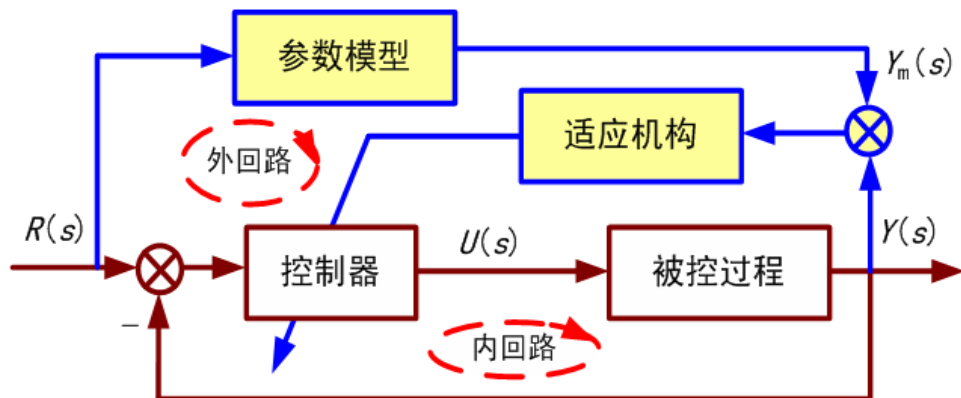 参数模型
Yₘ(s)
适应机构
外回路
R(s)
控制器
U(s)
被控过程
Y(s)
−
内回路